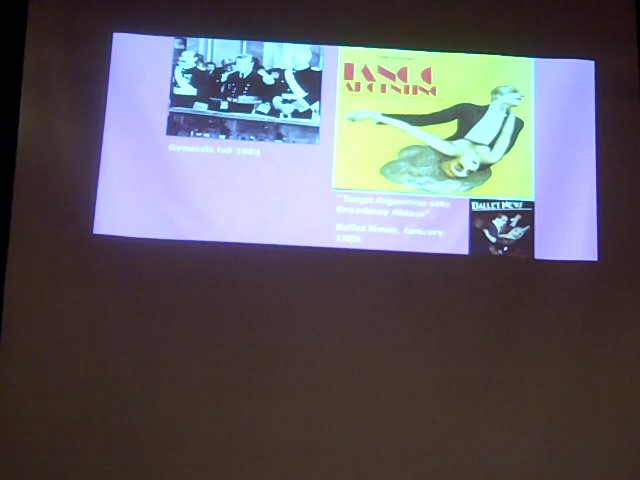 Generals fall 1983
TANGO
ARGENTINO
"Tango Argentino sets
Broadway Ablaze"
Ballet News, January
BALLET NEWS